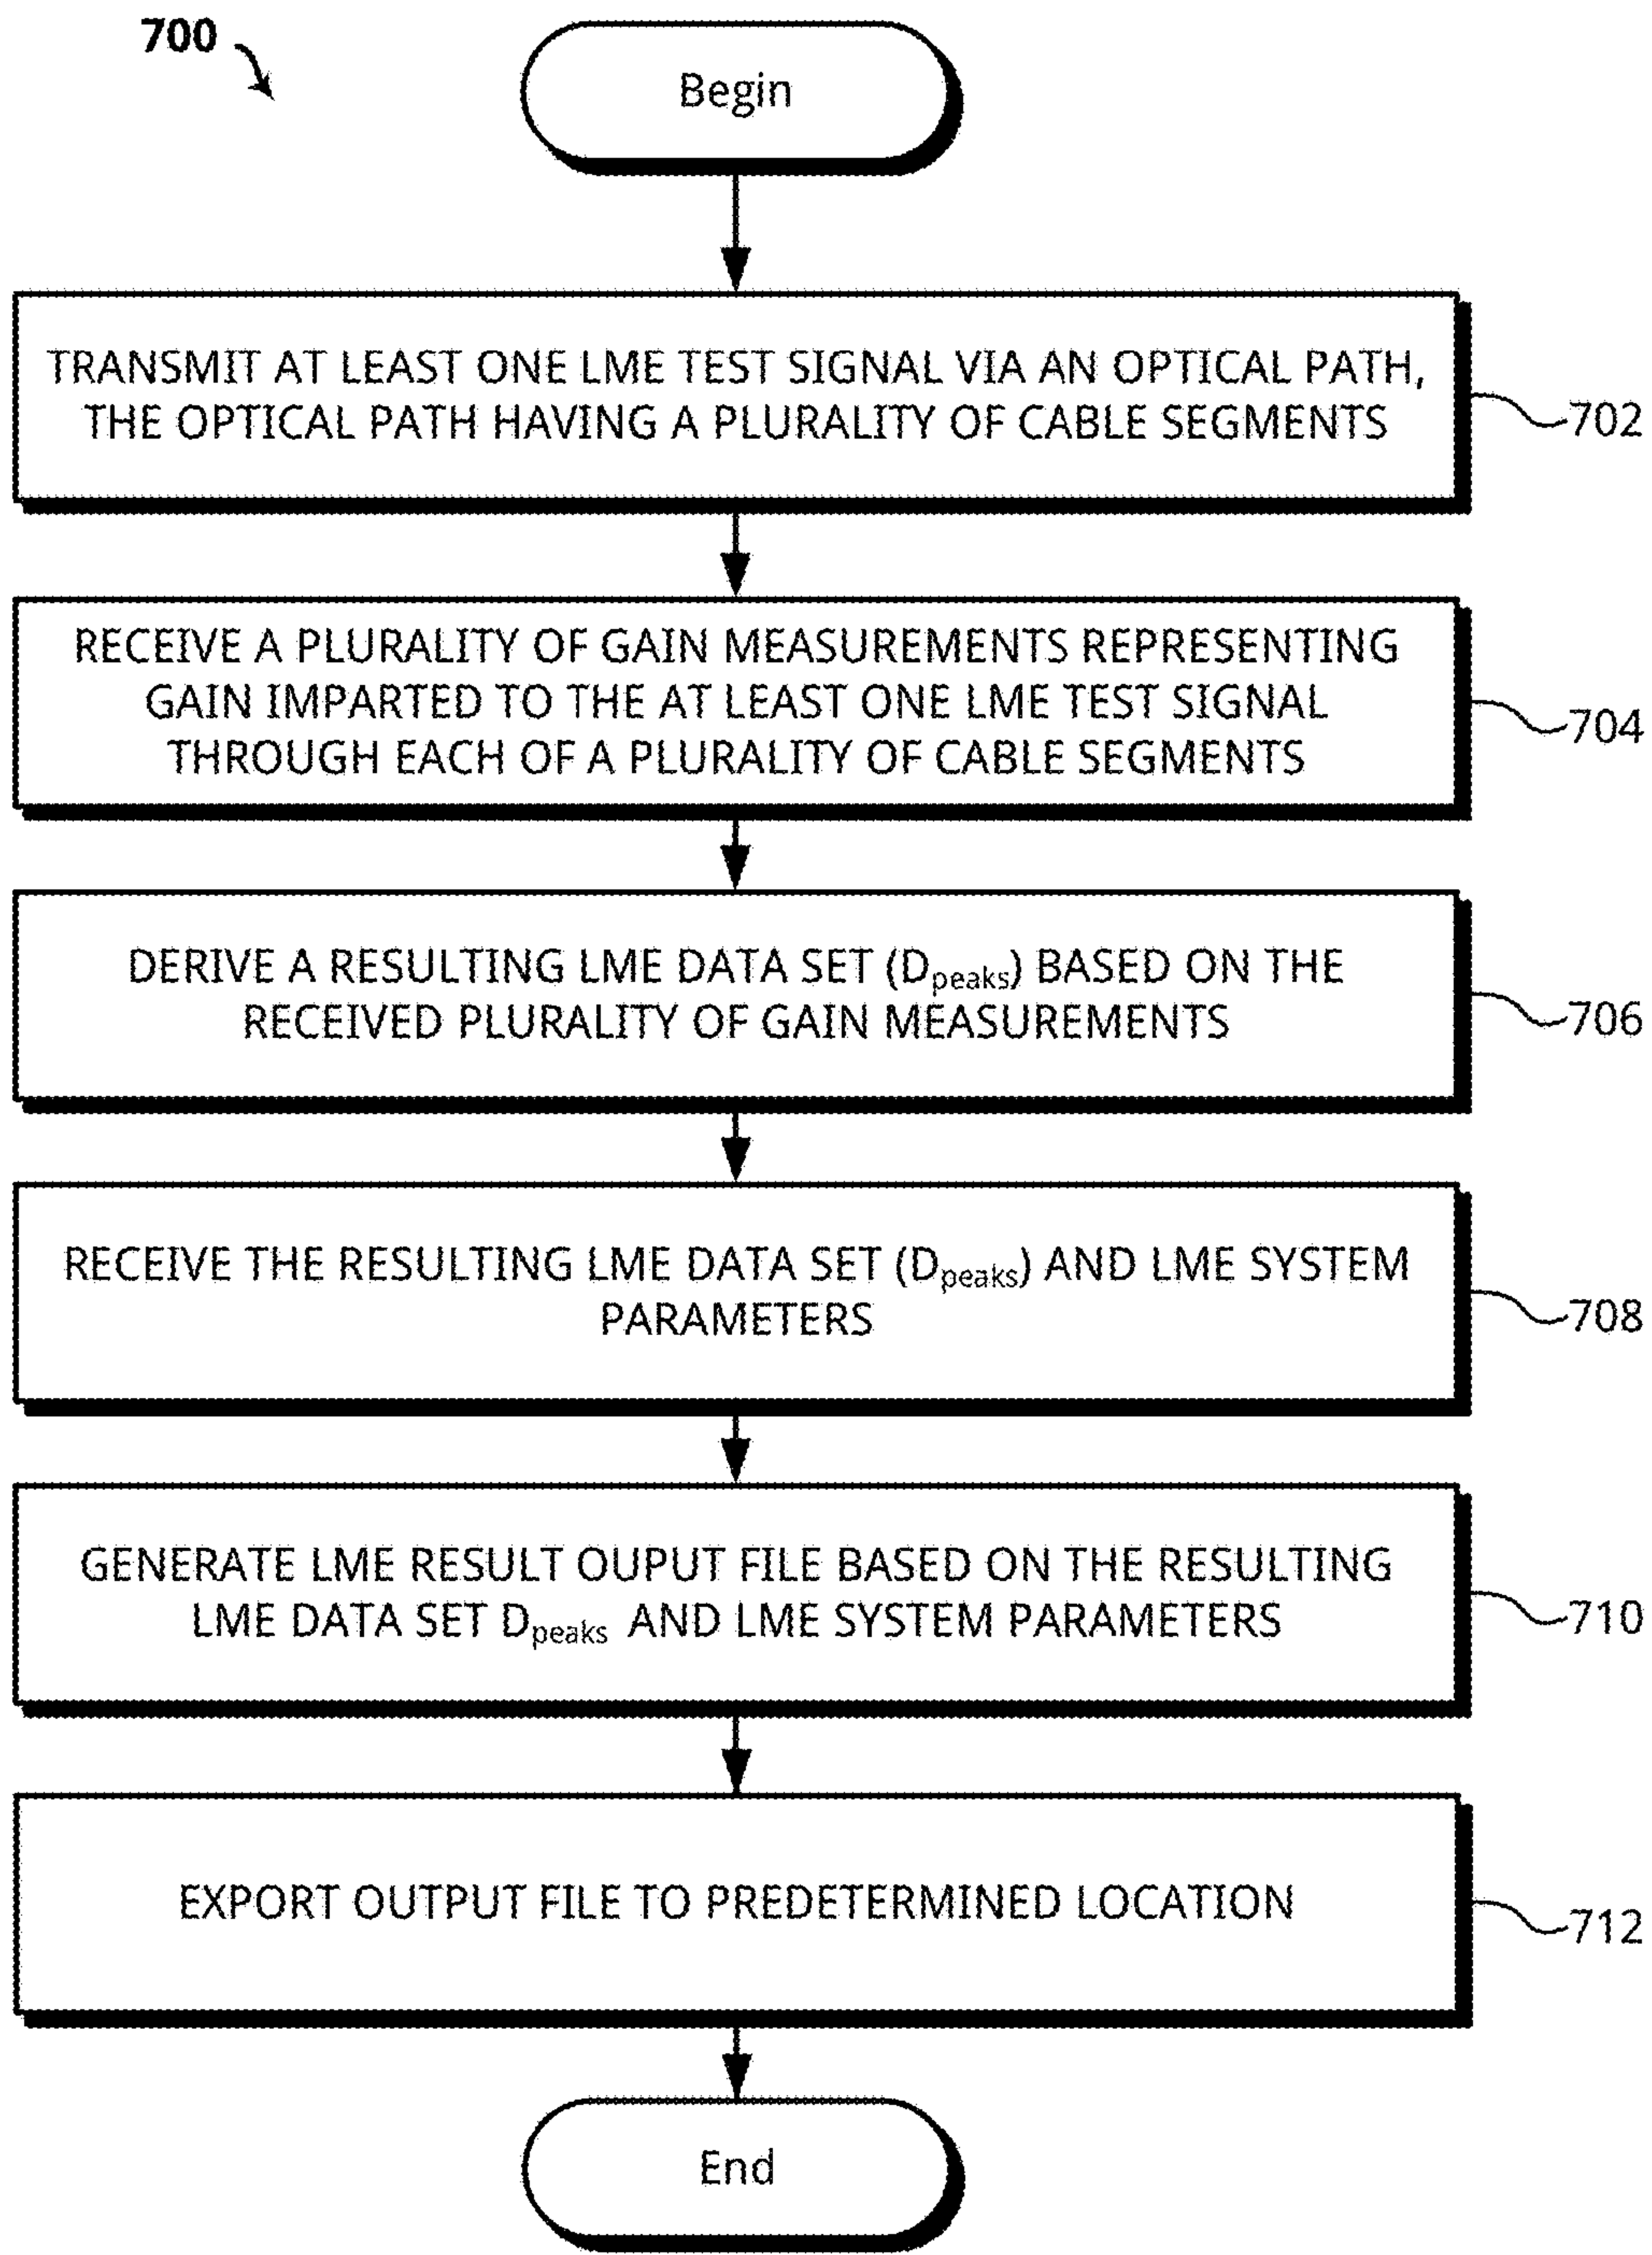 700
Begin
TRANSMIT AT LEAST ONE LME TEST SIGNAL VIA AN OPTICAL PATH,
THE OPTICAL PATH HAVING A PLURALITY OF CABLE SEGMENTS
702
RECEIVE A PLURALITY OF GAIN MEASUREMENTS REPRESENTING
GAIN IMPARTED TO THE AT LEAST ONE LME TEST SIGNAL
THROUGH EACH OF A PLURALITY OF CABLE SEGMENTS
704
DERIVE A RESULTING LME DATA SET (Dpeaks) BASED ON THE
RECEIVED PLURALITY OF GAIN MEASUREMENTS
706
RECEIVE THE RESULTING LME DATA SET (Dpeaks) AND LME SYSTEM
PARAMETERS
708
GENERATE LME RESULT OUPUT FILE BASED ON THE RESULTING
LME DATA SET Dpeaks AND LME SYSTEM PARAMETERS
710
EXPORT OUTPUT FILE TO PREDETERMINED LOCATION
712
End